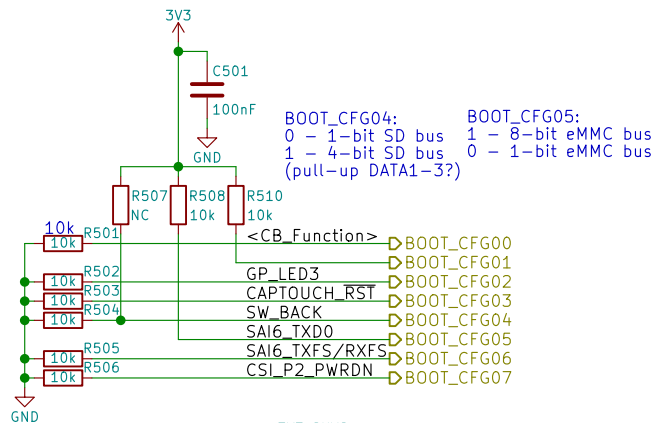 3V3
C501
100nF
GND
BOOT_CFG04:
0 - 1-bit SD bus
1 - 4-bit SD bus
(pull-up DATA1-3?)
BOOT_CFG05:
1 - 8-bit eMMC bus
0 - 1-bit eMMC bus
R507
NC
R508
10k
R510
10k
10k
R501
10k
<CB_Function>
BOOT_CFG00
BOOT_CFG01
R502
10k
GP_LED3
BOOT_CFG02
R503
10k
CAPTOUCH_RST
BOOT_CFG03
R504
10k
SW_BACK
BOOT_CFG04
SAI6_TXD0
BOOT_CFG05
R505
10k
SAI6_TXFS/RXFS
BOOT_CFG06
R506
10k
CSI_P2_PWRDN
BOOT_CFG07
GND